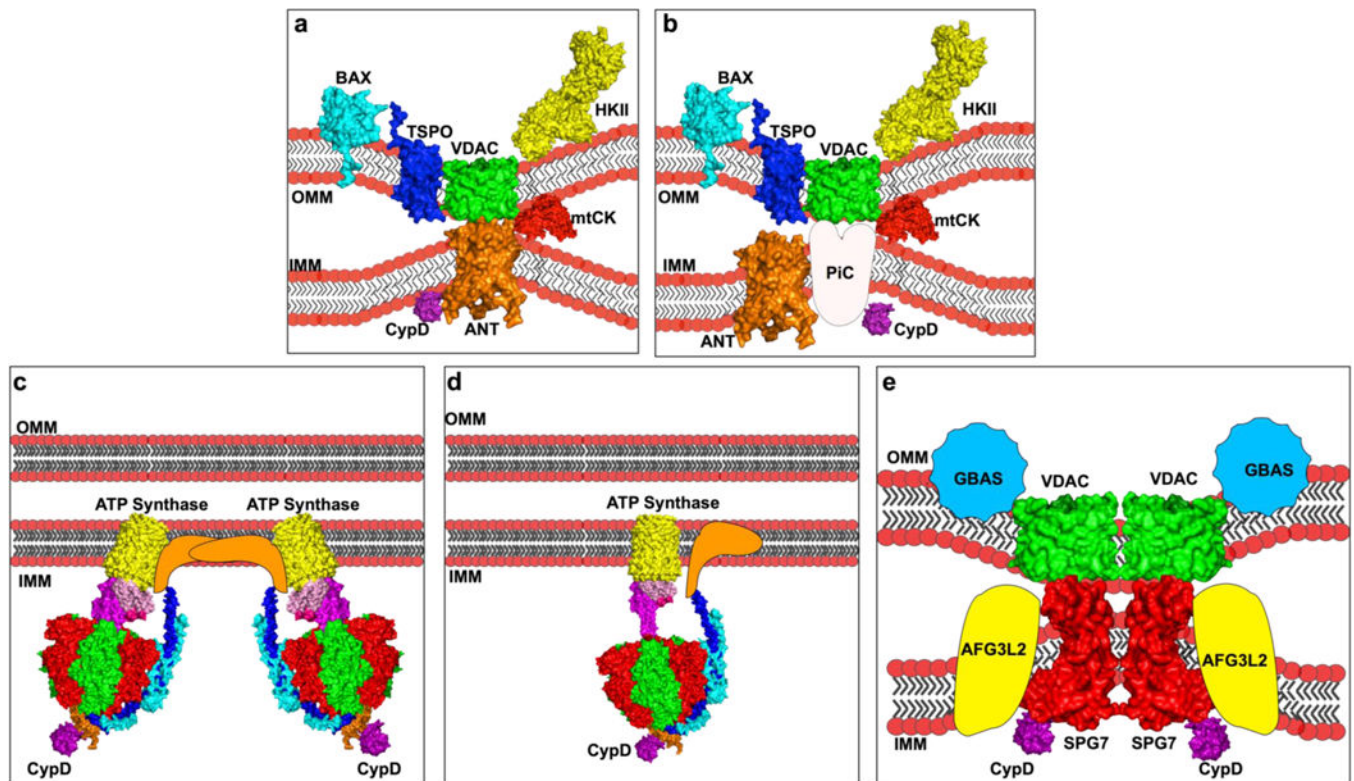 a
BAX
TSPO
VDAC
HKII
OMM
mtCK
IMM
CypD
ANT
b
BAX
TSPO
VDAC
HKII
OMM
mtCK
IMM
PiC
CypD
ANT
c
OMM
ATP Synthase
ATP Synthase
IMM
CypD
CypD
d
OMM
ATP Synthase
IMM
CypD
e
OMM
GBAS
GBAS
VDAC
VDAC
AFG3L2
AFG3L2
IMM
SPG7
SPG7
CypD
CypD